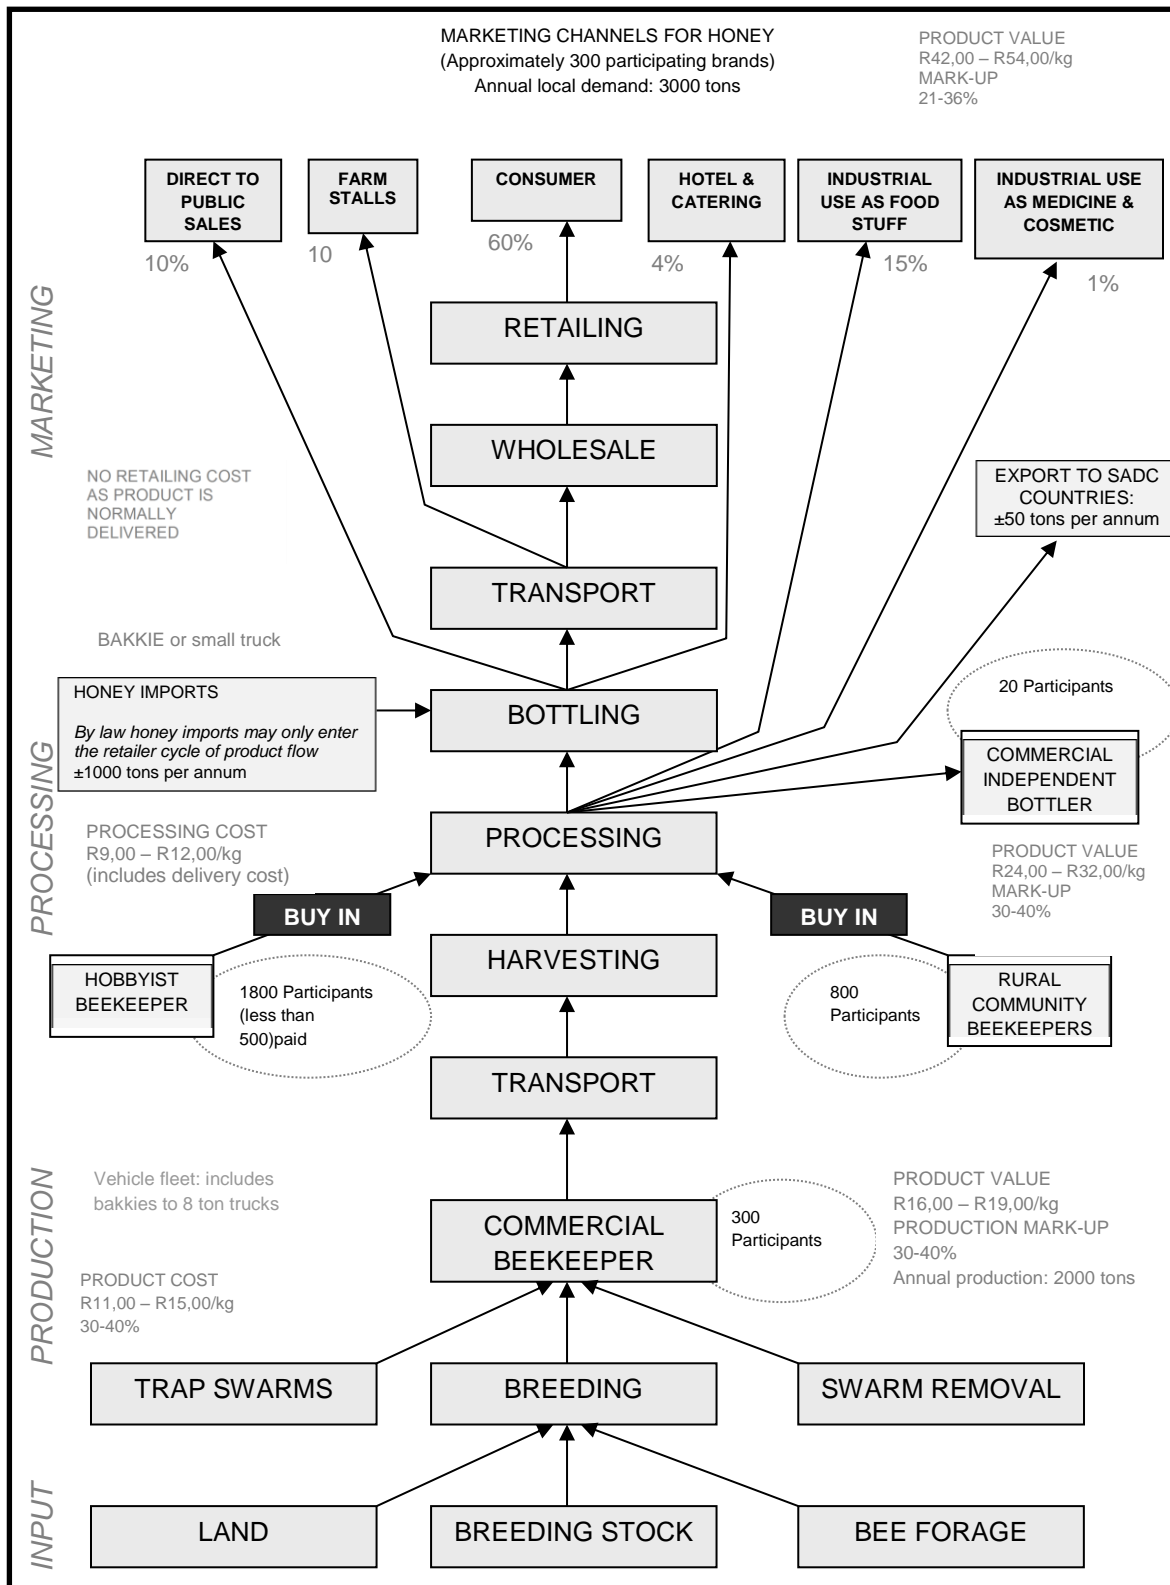 MARKETING CHANNELS FOR HONEY
(Approximately 300 participating brands)
Annual local demand: 3000 tons
PRODUCT VALUE
R42,00 – R54,00/kg
MARK-UP
21-36%
DIRECT TO
PUBLIC
SALES
FARM
STALLS
CONSUMER
HOTEL &
CATERING
INDUSTRIAL
USE AS FOOD
STUFF
INDUSTRIAL USE
AS MEDICINE &
COSMETIC
10%
10
60%
4%
15%
1%
MARKETING
RETAILING
WHOLESALE
NO RETAILING COST
AS PRODUCT IS
NORMALLY
DELIVERED
EXPORT TO SADC
COUNTRIES:
±50 tons per annum
TRANSPORT
BAKKIE or small truck
HONEY IMPORTS
By law honey imports may only enter
the retailer cycle of product flow
±1000 tons per annum
BOTTLING
20 Participants
COMMERCIAL
INDEPENDENT
BOTTLER
PROCESSING
PROCESSING COST
R9,00 – R12,00/kg
(includes delivery cost)
PROCESSING
PRODUCT VALUE
R24,00 – R32,00/kg
MARK-UP
30-40%
BUY IN
BUY IN
HOBBYIST
BEEKEEPER
1800 Participants
(less than
500)paid
HARVESTING
800
Participants
RURAL
COMMUNITY
BEEKEEPERS
TRANSPORT
PRODUCTION
Vehicle fleet: includes
bakkies to 8 ton trucks
COMMERCIAL
BEEKEEPER
300
Participants
PRODUCT VALUE
R16,00 – R19,00/kg
PRODUCTION MARK-UP
30-40%
Annual production: 2000 tons
PRODUCT COST
R11,00 – R15,00/kg
30-40%
TRAP SWARMS
BREEDING
SWARM REMOVAL
INPUT
LAND
BREEDING STOCK
BEE FORAGE